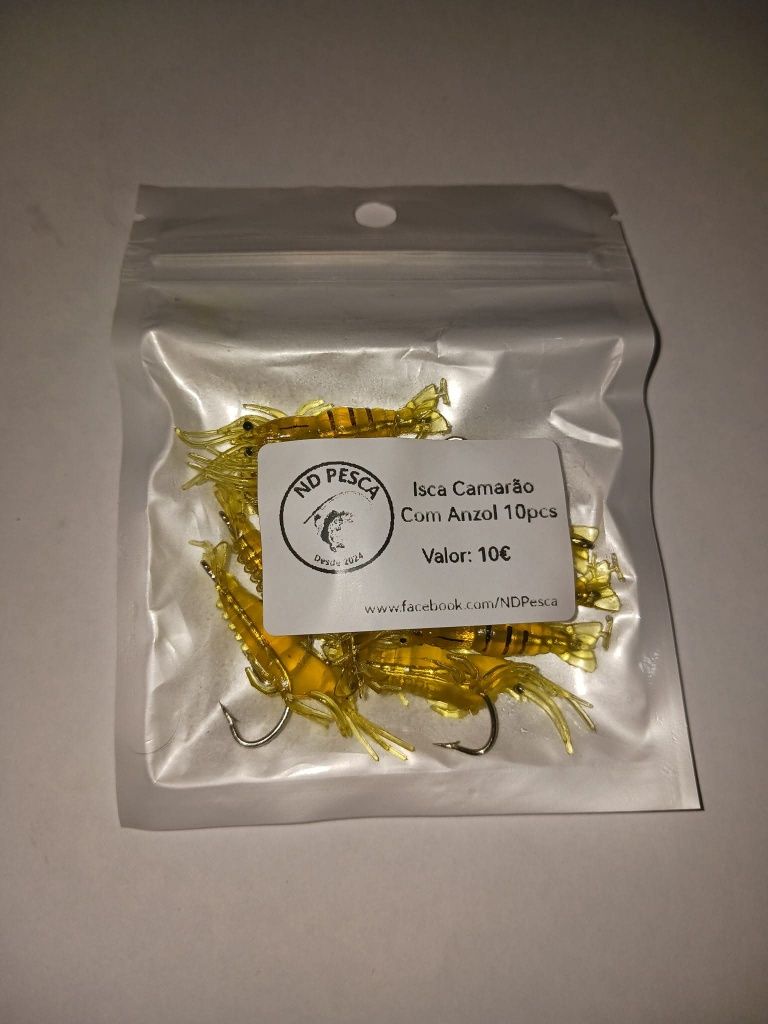 ND PESCA
Desde 2024
Isca Camarão
Com Anzol 10pcs
Valor: 10€
www.facebook.com/NDPesca